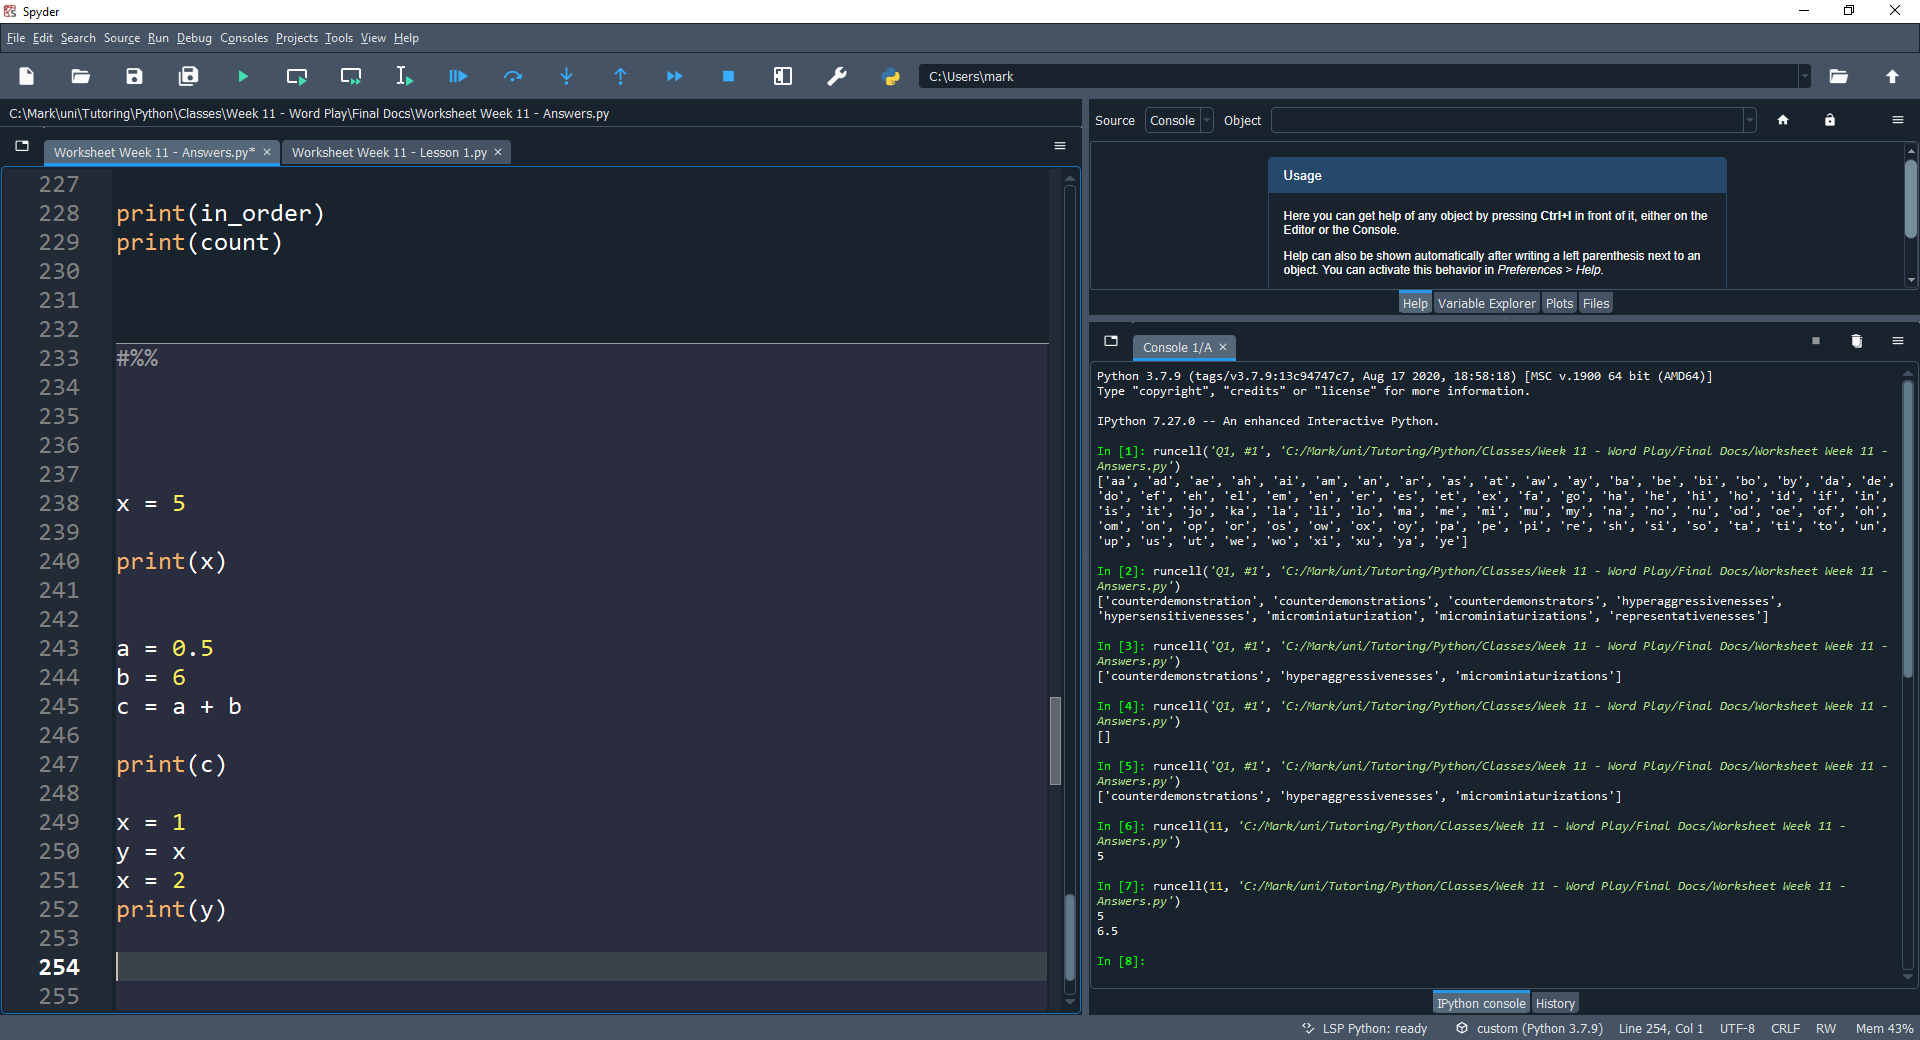 Spyder
File Edit Search Source Run Debug Consoles Projects Tools View Help
C:\Users\mark
C:\Mark\uni\Tutoring\Python\Classes\Week 11 - Word Play\Final Docs\Worksheet Week 11 - Answers.py
Worksheet Week 11 - Answers.py*
Worksheet Week 11 - Lesson 1.py
227
228 print(in_order)
229 print(count)
230
231
232
233 #%%
234
235
236
237
238 x = 5
239
240 print(x)
241
242
243 a = 0.5
244 b = 6
245 c = a + b
246
247 print(c)
248
249 x = 1
250 y = x
251 x = 2
252 print(y)
253
254
255
Source Console Object
Usage
Here you can get help of any object by pressing Ctrl+I in front of it, either on the
Editor or the Console.
Help can also be shown automatically after writing a left parenthesis next to an
object. You can activate this behavior in Preferences > Help.
Help Variable Explorer Plots Files
Console 1/A
Python 3.7.9 (tags/v3.7.9:13c94747c7, Aug 17 2020, 18:58:18) [MSC v.1900 64 bit (AMD64)]
Type "copyright", "credits" or "license" for more information.
IPython 7.27.0 -- An enhanced Interactive Python.
In [1]: runcell('Q1, #1', 'C:/Mark/uni/Tutoring/Python/Classes/Week 11 - Word Play/Final Docs/Worksheet Week 11 -
Answers.py')
['aa', 'ad', 'ae', 'ah', 'ai', 'am', 'an', 'ar', 'as', 'at', 'aw', 'ay', 'ba', 'be', 'bi', 'bo', 'by', 'da', 'de',
'do', 'ef', 'eh', 'el', 'em', 'en', 'er', 'es', 'et', 'ex', 'fa', 'go', 'ha', 'he', 'hi', 'ho', 'id', 'if', 'in',
'is', 'it', 'jo', 'ka', 'la', 'li', 'lo', 'ma', 'me', 'mi', 'mu', 'my', 'na', 'no', 'nu', 'od', 'oe', 'of', 'oh',
'om', 'on', 'op', 'or', 'os', 'ow', 'ox', 'oy', 'pa', 'pe', 'pi', 're', 'sh', 'si', 'so', 'ta', 'ti', 'to', 'un',
'up', 'us', 'ut', 'we', 'wo', 'xi', 'xu', 'ya', 'ye']
In [2]: runcell('Q1, #1', 'C:/Mark/uni/Tutoring/Python/Classes/Week 11 - Word Play/Final Docs/Worksheet Week 11 -
Answers.py')
['counterdemonstration', 'counterdemonstrations', 'counterdemonstrators', 'hyperaggressivenesses',
'hypersensitivenesses', 'microminiaturization', 'microminiaturizations', 'representativenesses']
In [3]: runcell('Q1, #1', 'C:/Mark/uni/Tutoring/Python/Classes/Week 11 - Word Play/Final Docs/Worksheet Week 11 -
Answers.py')
['counterdemonstrations', 'hyperaggressivenesses', 'microminiaturizations']
In [4]: runcell('Q1, #1', 'C:/Mark/uni/Tutoring/Python/Classes/Week 11 - Word Play/Final Docs/Worksheet Week 11 -
Answers.py')
[]
In [5]: runcell('Q1, #1', 'C:/Mark/uni/Tutoring/Python/Classes/Week 11 - Word Play/Final Docs/Worksheet Week 11 -
Answers.py')
['counterdemonstrations', 'hyperaggressivenesses', 'microminiaturizations']
In [6]: runcell(11, 'C:/Mark/uni/Tutoring/Python/Classes/Week 11 - Word Play/Final Docs/Worksheet Week 11 -
Answers.py')
5
In [7]: runcell(11, 'C:/Mark/uni/Tutoring/Python/Classes/Week 11 - Word Play/Final Docs/Worksheet Week 11 -
Answers.py')
5
6.5
In [8]:
IPython console History
LSP Python: ready custom (Python 3.7.9) Line 254, Col 1 UTF-8 CRLF RW Mem 43%